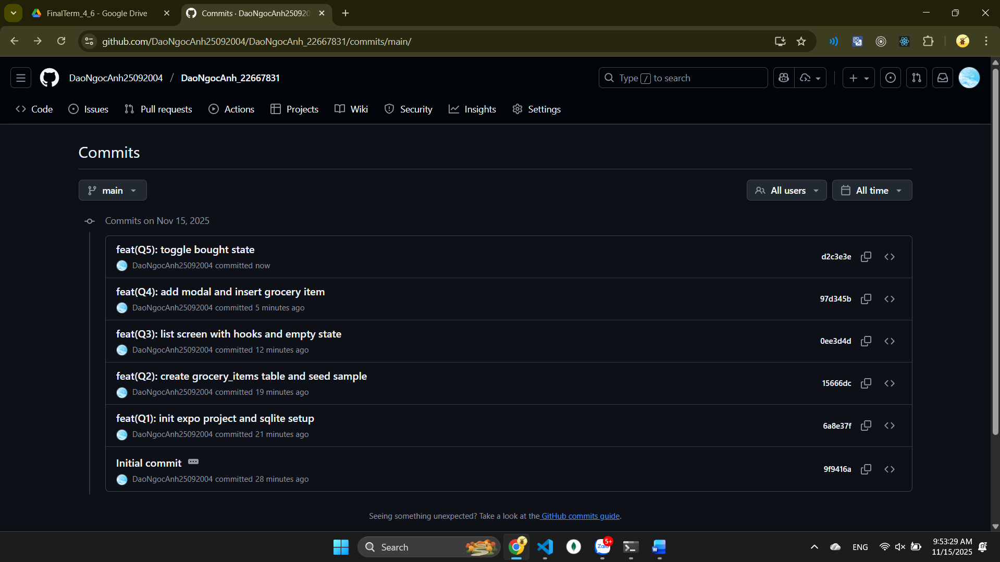 FinalTerm_4_6 - Google Drive
Commits · DaoNgocAnh250920
github.com/DaoNgocAnh25092004/DaoNgocAnh_22667831/commits/main/
DaoNgocAnh25092004 / DaoNgocAnh_22667831
Type / to search
Code
Issues
Pull requests
Actions
Projects
Wiki
Security
Insights
Settings
Commits
main
All users
All time
Commits on Nov 15, 2025
feat(Q5): toggle bought state
DaoNgocAnh25092004 committed now
d2c3e3e
feat(Q4): add modal and insert grocery item
DaoNgocAnh25092004 committed 5 minutes ago
97d345b
feat(Q3): list screen with hooks and empty state
DaoNgocAnh25092004 committed 12 minutes ago
0ee3d4d
feat(Q2): create grocery_items table and seed sample
DaoNgocAnh25092004 committed 19 minutes ago
15666dc
feat(Q1): init expo project and sqlite setup
DaoNgocAnh25092004 committed 21 minutes ago
6a8e37f
Initial commit
DaoNgocAnh25092004 committed 28 minutes ago
9f9416a
Seeing something unexpected? Take a look at the GitHub commits guide.
Search
Zalo
5+
W
ENG
9:53:29 AM
11/15/2025